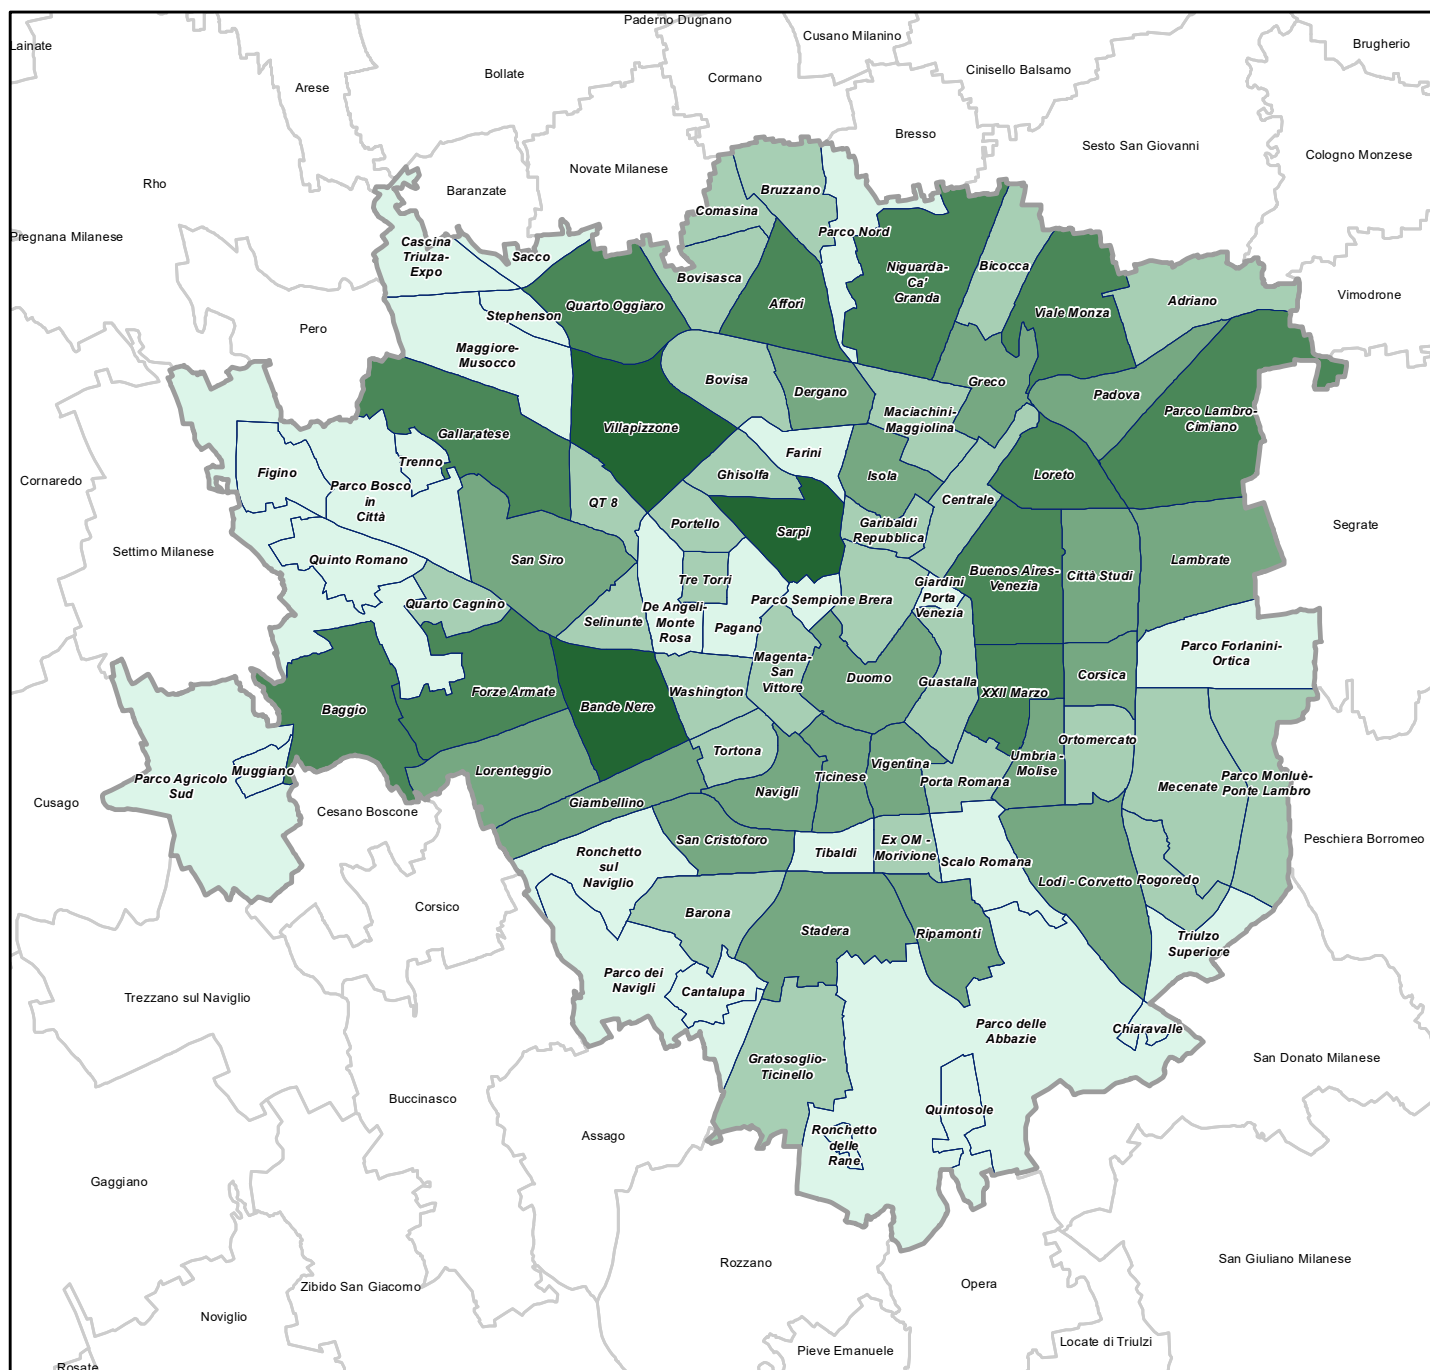 Paderno Dugnano
Lainate
Cusano Milanino
Brugherio
Bollate
Cormano
Cinisello Balsamo
Arese
Bresso
Sesto San Giovanni
Cologno Monzese
Novate Milanese
Rho
Baranzate
Bruzzano
Comasina
Parco Nord
Pregnana Milanese
Cascina
Triulza-
Expo
Sacco
Niguarda-
Ca'
Granda
Bicocca
Bovisasca
Vimodrone
Quarto Oggiaro
Affori
Adriano
Stephenson
Viale Monza
Pero
Maggiore-
Musocco
Bovisa
Dergano
Greco
Padova
Maciachini-
Maggiolina
Parco Lambro-
Cimiano
Villapizzone
Gallaratese
Farini
Trenno
Figino
Ghisolfa
Isola
Loreto
Cornaredo
Parco Bosco
in
Città
QT 8
Centrale
Portello
Sarpi
Garibaldi
Repubblica
Segrate
Settimo Milanese
Quinto Romano
San Siro
Lambrate
Buenos Aires-
Venezia
Città Studi
Tre Torri
Giardini
Porta
Venezia
Quarto Cagnino
Parco Sempione
Brera
De Angeli-
Monte
Rosa
Selinunte
Pagano
Parco Forlanini-
Ortica
Magenta-
San
Vittore
Corsica
Duomo
Guastalla
Forze Armate
Washington
XXII Marzo
Baggio
Bande Nere
Ortomercato
Tortona
Umbria -
Molise
Vigentina
Muggiano
Lorenteggio
Parco Agricolo
Sud
Ticinese
Porta Romana
Parco Monluè-
Ponte Lambro
Mecenate
Navigli
Cusago
Giambellino
Cesano Boscone
San Cristoforo
Peschiera Borromeo
Ronchetto
sul
Naviglio
Tibaldi
Ex OM -
Morivione
Scalo Romana
Lodi - Corvetto
Rogoredo
Corsico
Barona
Stadera
Ripamonti
Triulzo
Superiore
Parco dei
Navigli
Cantalupa
Trezzano sul Naviglio
Parco delle
Abbazie
Chiaravalle
Gratosoglio-
Ticinello
San Donato Milanese
Buccinasco
Quintosole
Assago
Ronchetto
delle
Rane
Gaggiano
Rozzano
San Giuliano Milanese
Opera
Zibido San Giacomo
Noviglio
Locate di Triulzi
Pieve Emanuele
Rosate